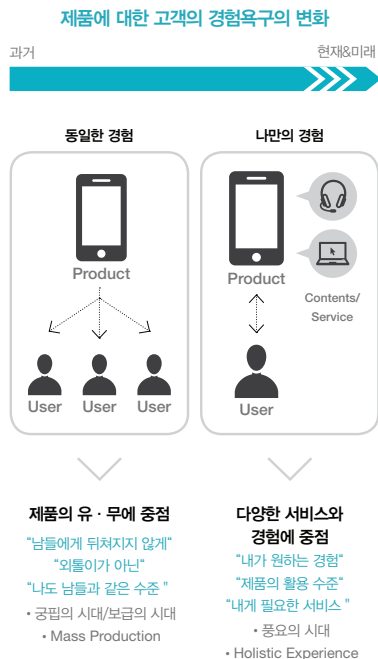 제품에 대한 고객의 경험욕구의 변화
과거
현재&미래
동일한 경험
Product
User User User
나만의 경험
Product
Contents/
Service
User
제품의 유 · 무에 중점
"남들에게 뒤쳐지지 않게"
"외톨이가 아닌"
"나도 남들과 같은 수준 "
• 궁핍의 시대/보급의 시대
• Mass Production
다양한 서비스와
경험에 중점
"내가 원하는 경험"
"제품의 활용 수준"
"내게 필요한 서비스 "
• 풍요의 시대
• Holistic Experience